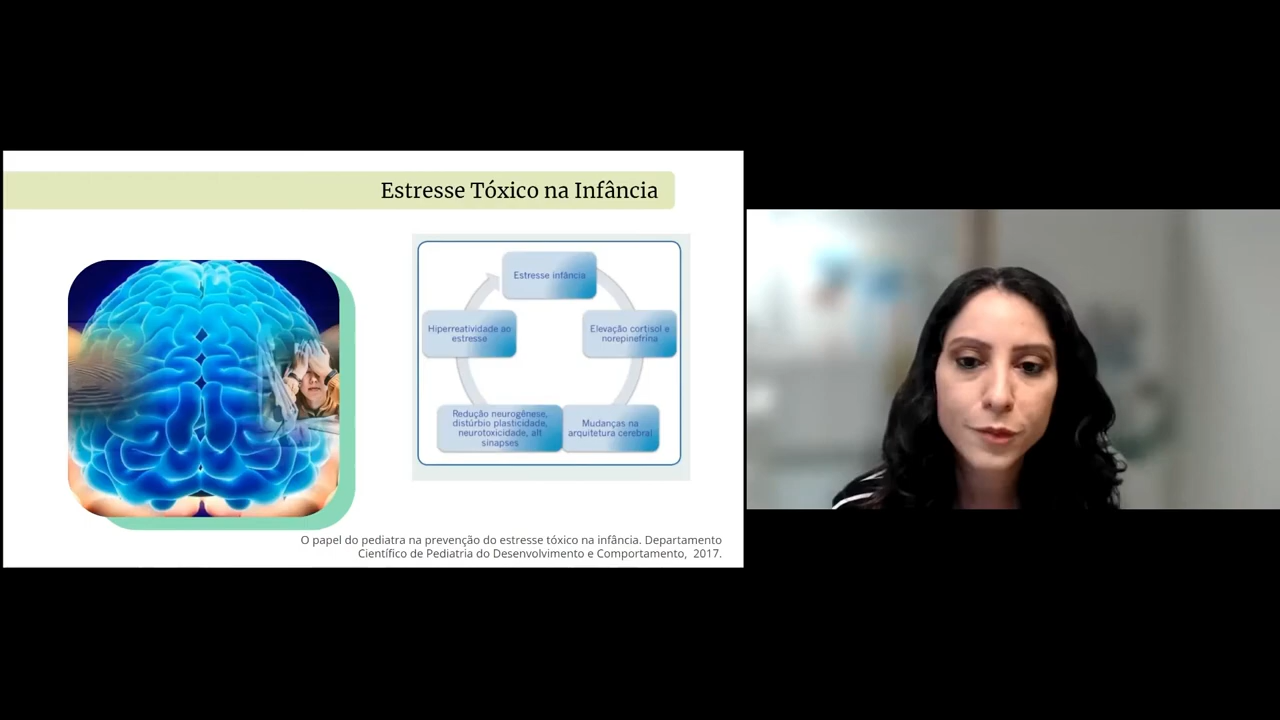 Estresse Tóxico na Infância
Estresse infância
Hiperreatividade ao
estresse
Elevação cortisol e
norepinefrina
Redução neurogênese,
distúrbio plasticidade,
neurotoxicidade, alt
sinapses
Mudanças na
arquitetura cerebral
O papel do pediatra na prevenção do estresse tóxico na infância. Departamento
Científico de Pediatria do Desenvolvimento e Comportamento, 2017.